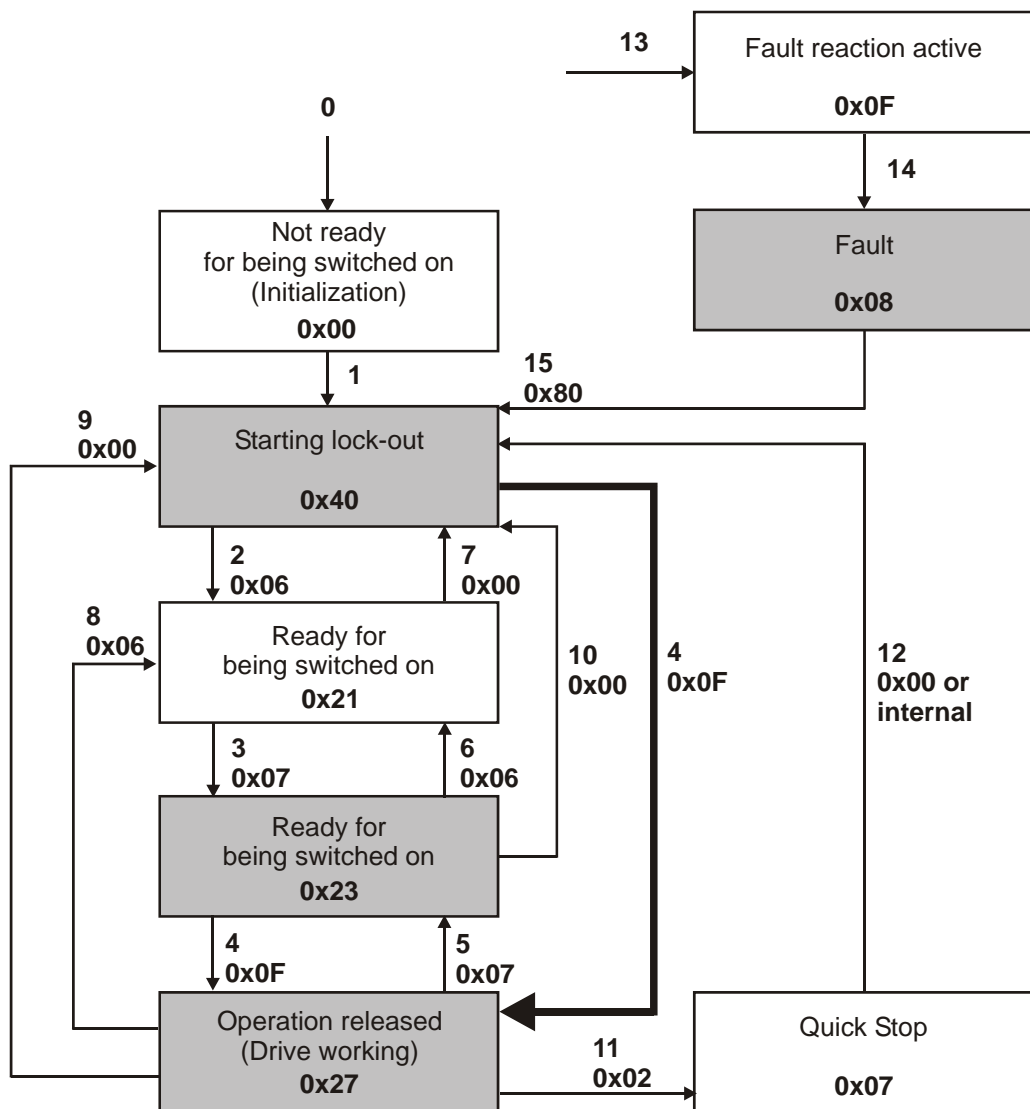 13
Fault reaction active
0x0F
0
14
Not ready
for being switched on
(Initialization)
0x00
Fault
0x08
1
15
0x80
9
0x00
Starting lock-out
0x40
2
0x06
7
0x00
8
0x06
Ready for
being switched on
0x21
10
0x00
4
0x0F
12
0x00 or
internal
3
0x07
6
0x06
Ready for
being switched on
0x23
4
0x0F
5
0x07
Operation released
(Drive working)
0x27
11
0x02
Quick Stop
0x07